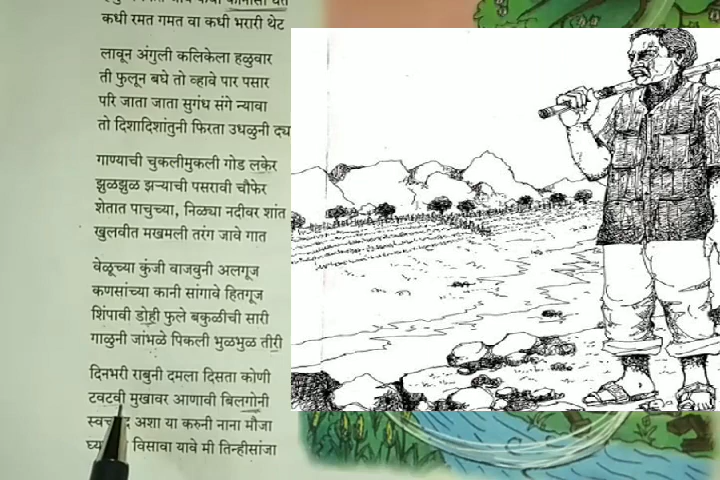 कधी रमत गमत वा कधी भरारी थेट
लावून अंगुली कलिकेला हळुवार
ती फुलून बघे तो व्हावे पार पसार
परि जाता जाता सुगंध संगे न्यावा
तो दिशादिशांतुनी फिरता उधळुनी
गाण्याची चुकलीमुकली गोड लकेर
झुळझुळ झऱ्याची पसरावी चौफेर
शेतात पाचुच्या, निळ्या नदीवर शांत
खुलवीत मखमली तरंग जावे गात
वेळूच्या कुंजी वाजवुनी अलगूज
कणसांच्या कानी सांगावे हितगूज
शिंपावी डोही फुले बकुळीची सारी
गाळुनी जांभळे पिकली भुळभुळ तीरी
दिनभरी राबुनी दमला दिसता कोणी
टवटवी मुखावर आणावी बिलगोनी
अशा या करुनी नाना मौजा
विसावा यावे मी तिन्हीसांजा